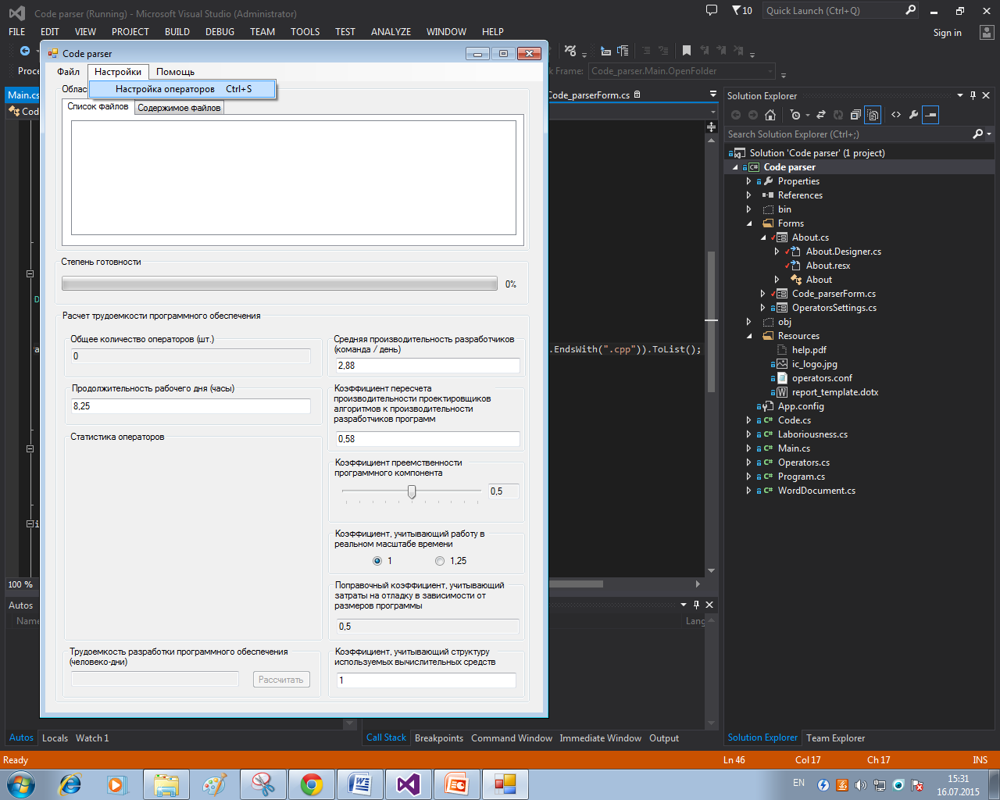 Code parser (Running) - Microsoft Visual Studio (Administrator)
10
Quick Launch (Ctrl+Q)
FILE EDIT VIEW PROJECT BUILD DEBUG TEAM TOOLS TEST ANALYZE WINDOW HELP
Sign in
Code parser
Файл Настройки Помощь
Настройка операторов Ctrl+S
Proce
Frame: Code_parser.Main.OpenFolder
Main.cs
Code_parserForm.cs
Cod
Облас
Список файлов Содержимое файлов
Степень готовности
0%
Расчет трудоемкости программного обеспечения
Общее количество операторов (шт.)
0
Продолжительность рабочего дня (часы)
8,25
Статистика операторов
Трудоемкость разработки программного обеспечения
(человеко-дни)
Рассчитать
Средняя производительность разработчиков
(команда / день)
2,88
Коэффициент пересчета
производительности проектировщиков
алгоритмов к производительности
разработчиков программ
0,58
Коэффициент преемственности
программного компонента
0,5
Коэффициент, учитывающий работу в
реальном масштабе времени
1 1,25
Поправочный коэффициент, учитывающий
затраты на отладку в зависимости от
размеров программы
0,5
Коэффициент, учитывающий структуру
используемых вычислительных средств
1
.EndsWith(".cpp")).ToList();
100 %
Autos
Name
Lang
Autos Locals Watch 1
Call Stack Breakpoints Command Window Immediate Window Output
Solution Explorer
Search Solution Explorer (Ctrl+;)
Solution 'Code parser' (1 project)
Code parser
Properties
References
bin
Forms
About.cs
About.Designer.cs
About.resx
About
Code_parserForm.cs
OperatorsSettings.cs
obj
Resources
help.pdf
ic_logo.jpg
operators.conf
report_template.dotx
App.config
Code.cs
Laboriousness.cs
Main.cs
Operators.cs
Program.cs
WordDocument.cs
Solution Explorer Team Explorer
Ready
Ln 46 Col 17 Ch 17 INS
EN
15:31
16.07.2015